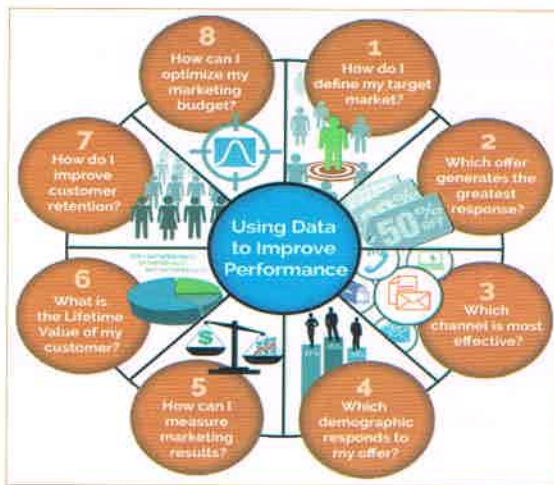 Using Data
to Improve
Performance
1
How do I
define my target
market?
2
Which offer
generates the
greatest
response?
3
Which
channel is most
effective?
4
Which
demographic
responds to
my offer?
5
How can I
measure
marketing
results?
6
What is
the Lifetime
Value of my
customer?
7
How do I
improve
customer
retention?
8
How can I
optimize my
marketing
budget?
50
OFF
$